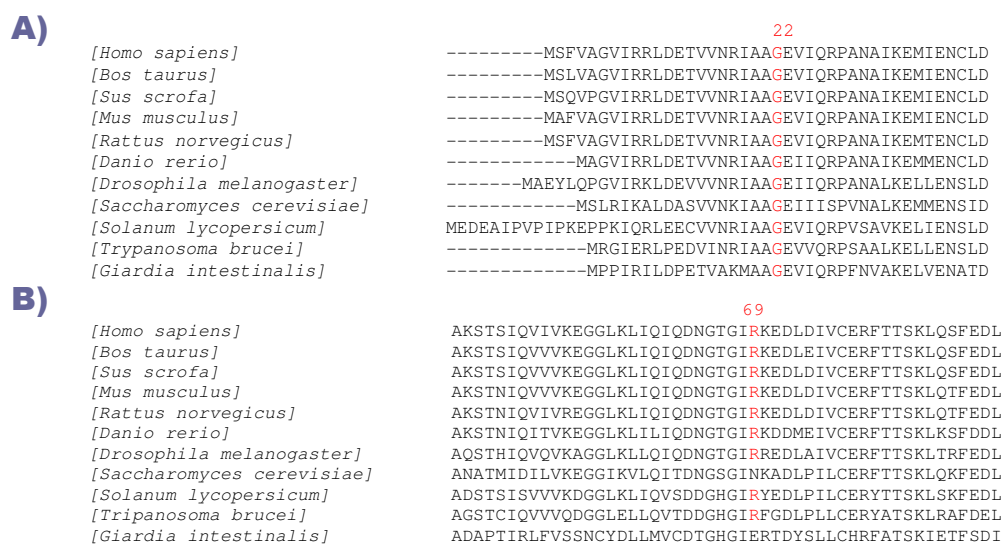 A)
22
[Homo sapiens] ---------MSFVAGVIRRLDETVVNRIAAGEVIQRPANAIKEMIENCLD
[Bos taurus] ---------MSLVAGVIRRLDETVVNRIAAGEVIQRPANAIKEMIENCLD
[Sus scrofa] ---------MSQVPGVIRRLDETVVNRIAAGEVIQRPANAIKEMIENCLD
[Mus musculus] ---------MAFVAGVIRRLDETVVNRIAAGEVIQRPANAIKEMIENCLD
[Rattus norvegicus] ---------MSFVAGVIRRLDETVVNRIAAGEVIQRPANAIKEMTENCLD
[Danio rerio] ------------MAGVIRRLDETVVNRIAAGEIIQRPANAIKEMMENCLD
[Drosophila melanogaster] -------MAEYLQPGVIRKLDEVVVNRIAAGEIIQRPANALKELLENSLD
[Saccharomyces cerevisiae] ------------MSLRIKALDASVVNKIAAGEIIISPVNALKEMMENSID
[Solanum lycopersicum] MEDEAIPVPIPKEPPKIQRLEECVVNRIAAGEVIQRPVSAVKELIENSLD
[Trypanosoma brucei] -------------MRGIERLPEDVINRIAAGEVVQRPSAALKELLENSLD
[Giardia intestinalis] -------------MPPIRILDPETVAKMAAGEVIQRPFNVAKELVENATD
B)
69
[Homo sapiens] AKSTSIQVIVKEGGLKLIQIQDNGTGIRKEDLDIVCERFTTSKLQSFEDL
[Bos taurus] AKSTSIQVVVKEGGLKLIQIQDNGTGIRKEDLEIVCERFTTSKLQSFEDL
[Sus scrofa] AKSTSIQVVVKEGGLKLIQIQDNGTGIRKEDLDIVCERFTTSKLQSFEDL
[Mus musculus] AKSTNIQVVVKEGGLKLIQIQDNGTGIRKEDLDIVCERFTTSKLQTFEDL
[Rattus norvegicus] AKSTNIQVIVREGGLKLIQIQDNGTGIRKEDLDIVCERFTTSKLQTFEDL
[Danio rerio] AKSTNIQITVKEGGLKLILIQDNGTGIRKDDMEIVCERFTTSKLKSFDDL
[Drosophila melanogaster] AQSTHIQVQVKAGGLKLLQIQDNGTGIRREDLAIVCERFTTSKLTRFEDL
[Saccharomyces cerevisiae] ANATMIDILVKEGGIKVLQITDNGSGINKADLPILCERFTTSKLQKFEDL
[Solanum lycopersicum] ADSTSISVVVKDGGLKLIQVSDDGHGIRYEDLPILCERYTTSKLSKFEDL
[Tripanosoma brucei] AGSTCIQVVVQDGGLELLQVTDDGHGIRFGDLPLLCERYATSKLRAFDEL
[Giardia intestinalis] ADAPTIRLFVSSNCYDLLMVCDTGHGIERTDYSLLCHRFATSKIETFSDI